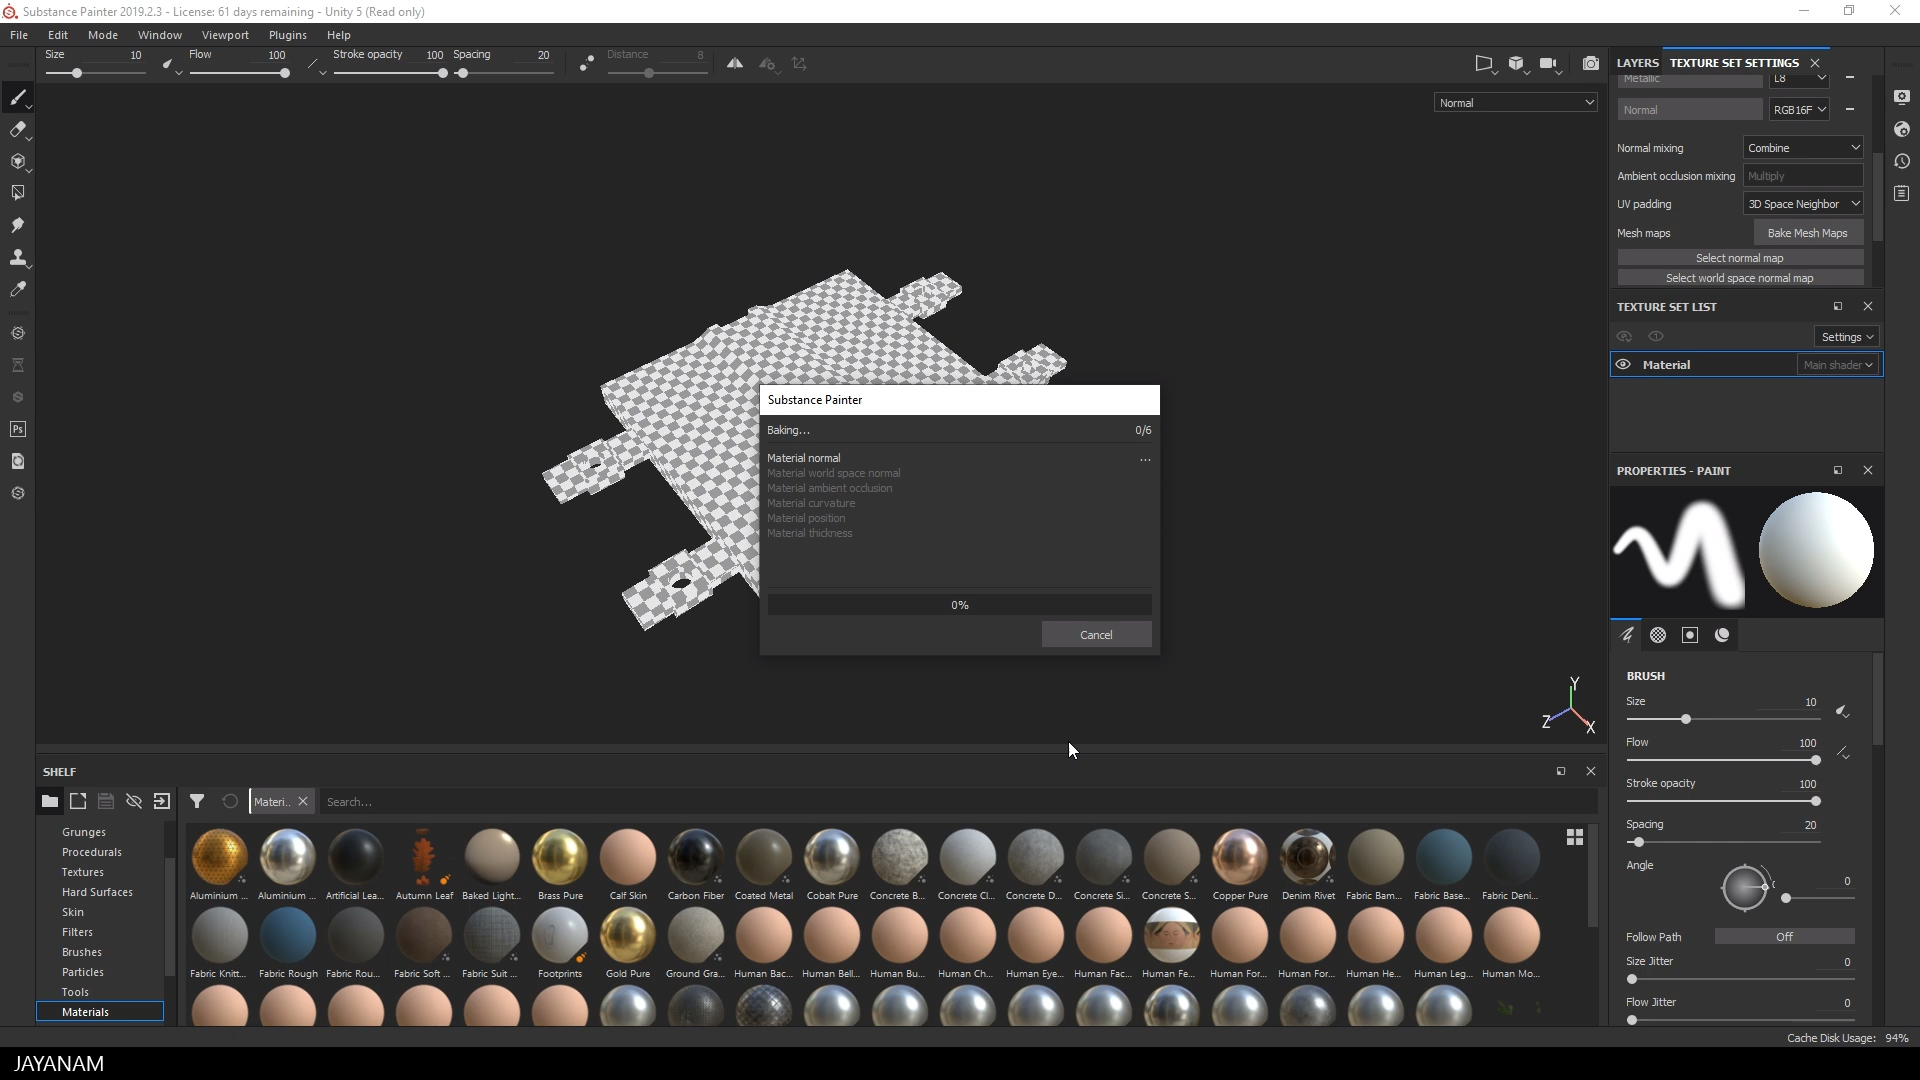 Substance Painter 2019.2.3 - License: 61 days remaining - Unity 5 (Read only)
File Edit Mode Window Viewport Plugins Help
Size 10 Flow 100 Stroke opacity 100 Spacing 20 Distance 8
Normal
LAYERS TEXTURE SET SETTINGS
Metallic L8
Normal RGB16F
Normal mixing Combine
Ambient occlusion mixing Multiply
UV padding 3D Space Neighbor
Mesh maps Bake Mesh Maps
Select normal map
Select world space normal map
TEXTURE SET LIST
Settings
Material Main shader
Substance Painter
Baking... 0/6
Material normal ...
Material world space normal
Material ambient occlusion
Material curvature
Material position
Material thickness
0%
Cancel
Y
Z
X
PROPERTIES - PAINT
BRUSH
Size 10
Flow 100
Stroke opacity 100
Spacing 20
Angle 0
Follow Path Off
Size Jitter 0
Flow Jitter 0
Ps
SHELF
Materi.. Search...
Grunges
Procedurals
Textures
Hard Surfaces
Skin
Filters
Brushes
Particles
Tools
Materials
Aluminium ... Aluminium ... Artificial Lea... Autumn Leaf Baked Light... Brass Pure Calf Skin Carbon Fiber Coated Metal Cobalt Pure Concrete B... Concrete Cl... Concrete D... Concrete Si... Concrete S... Copper Pure Denim Rivet Fabric Bam... Fabric Base... Fabric Deni...
Fabric Knitt... Fabric Rough Fabric Rou... Fabric Soft ... Fabric Suit ... Footprints Gold Pure Ground Gra... Human Bac... Human Bell... Human Bu... Human Ch... Human Eye... Human Fac... Human Fe... Human For... Human For... Human He... Human Leg... Human Mo...
Cache Disk Usage: 94%
JAYANAM